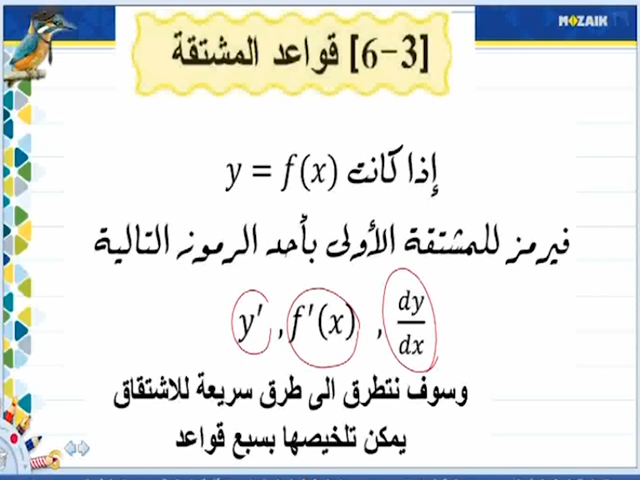 MOZAIK
[6-3] قواعد المشتقة
إذا كانت y = f(x)
فيرمز للمشتقة الأولى بأحد الرموز التالية
y' , f'(x) , dy/dx
وسوف نتطرق الى طرق سريعة للاشتقاق
يمكن تلخيصها بسبع قواعد